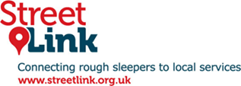 Street
Link
Connecting rough sleepers to local services
www.streetlink.org.uk